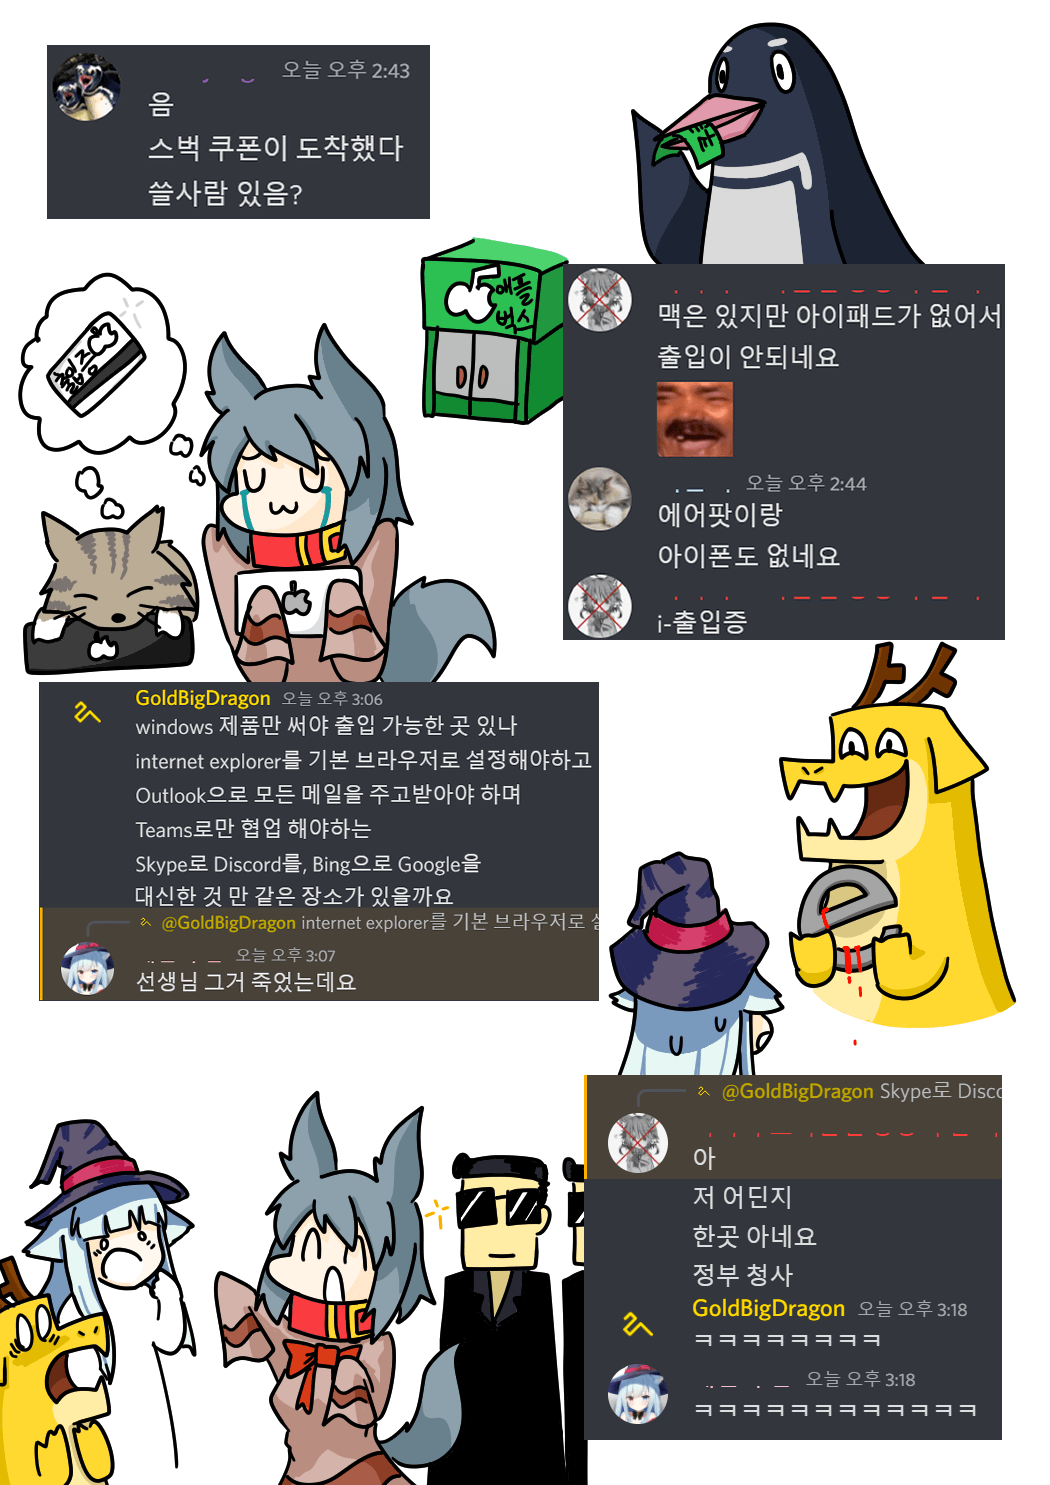 오늘 오후 2:43
음
스벅 쿠폰이 도착했다
쓸사람 있음?
애플
벅스
출입증
맥은 있지만 아이패드가 없어서
출입이 안되네요
오늘 오후 2:44
에어팟이랑
아이폰도 없네요
i-출입증
GoldBigDragon 오늘 오후 3:06
windows 제품만 써야 출입 가능한 곳 있나
internet explorer를 기본 브라우저로 설정해야하고
Outlook으로 모든 메일을 주고받아야 하며
Teams로만 협업 해야하는
Skype로 Discord를, Bing으로 Google을
대신한 것 만 같은 장소가 있을까요
@GoldBigDragon internet explorer를 기본 브라우저로
오늘 오후 3:07
선생님 그거 죽었는데요
@GoldBigDragon Skype로 Disco
아
저 어딘지
한곳 아네요
정부 청사
GoldBigDragon 오늘 오후 3:18
ㅋㅋㅋㅋㅋㅋㅋㅋ
오늘 오후 3:18
ㅋㅋㅋㅋㅋㅋㅋㅋㅋㅋㅋㅋ